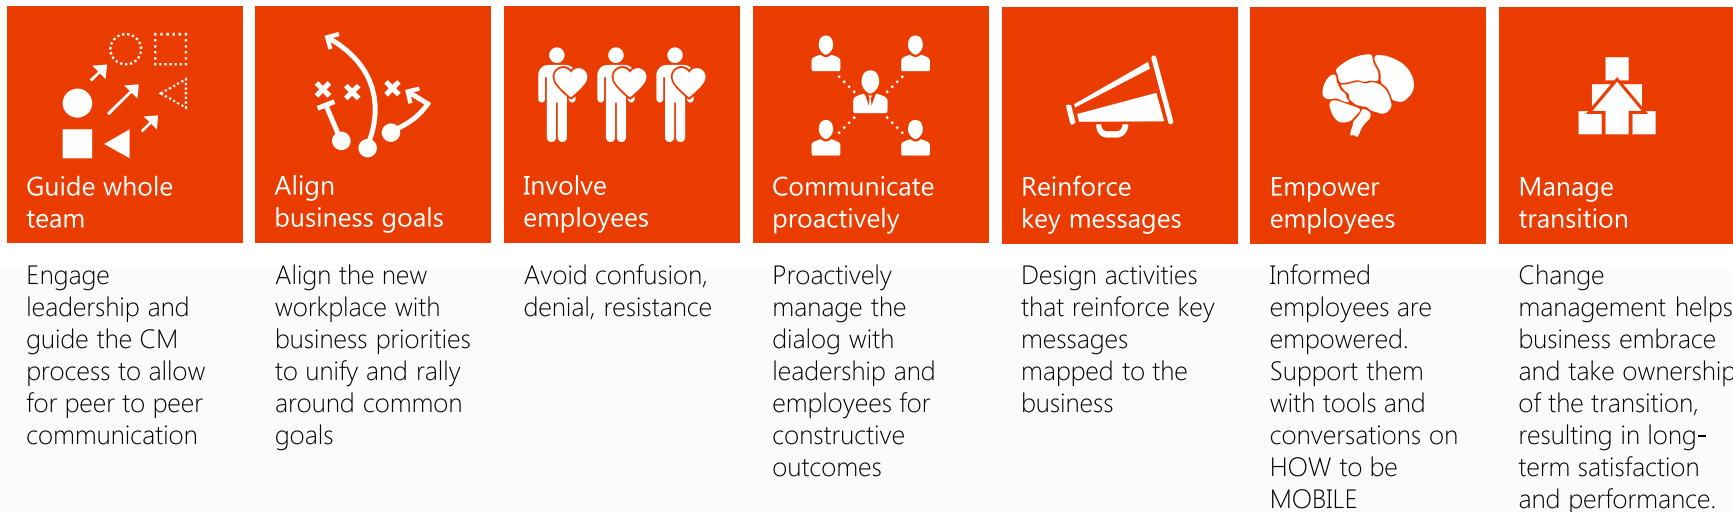 Guide whole
team
Align
business goals
Involve
employees
Communicate
proactively
Reinforce
key messages
Empower
employees
Manage
transition
Engage
leadership and
guide the CM
process to allow
for peer to peer
communication
Align the new
workplace with
business priorities
to unify and rally
around common
goals
Avoid confusion,
denial, resistance
Proactively
manage the
dialog with
leadership and
employees for
constructive
outcomes
Design activities
that reinforce key
messages
mapped to the
business
Informed
employees are
empowered.
Support them
with tools and
conversations on
HOW to be
MOBILE
Change
management helps
business embrace
and take ownership
of the transition,
resulting in long-
term satisfaction
and performance.